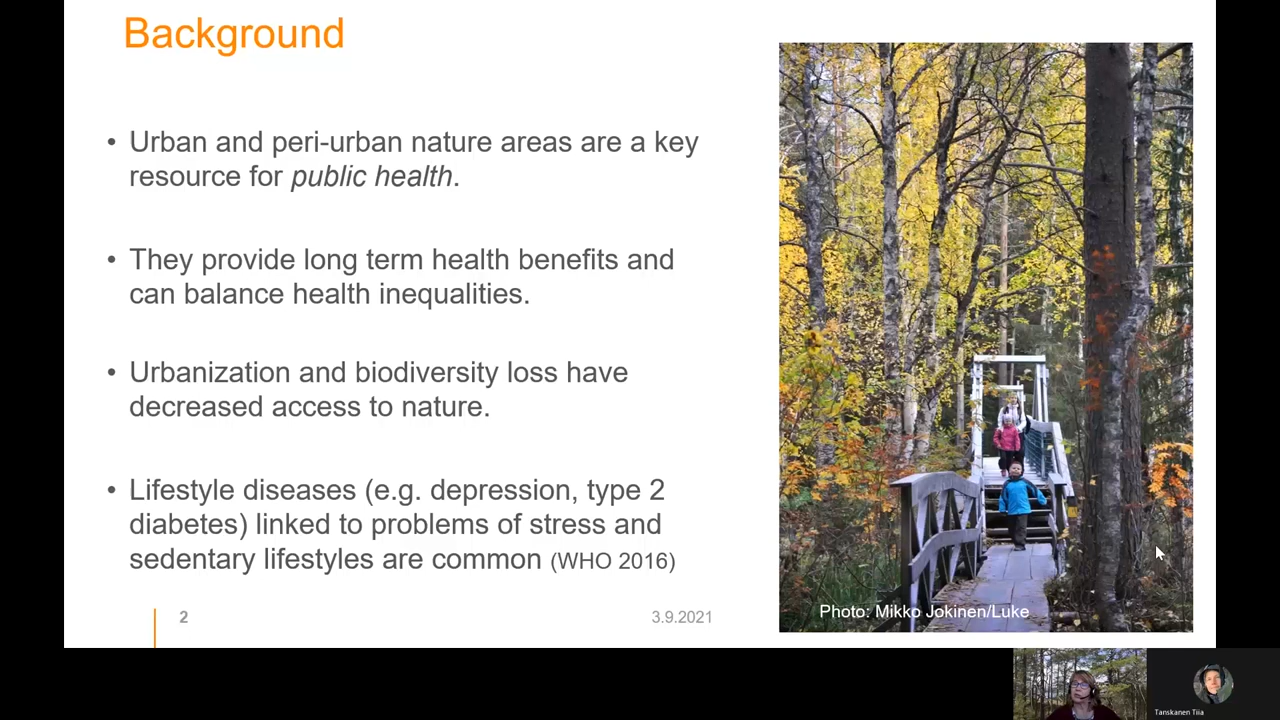 Background
• Urban and peri-urban nature areas are a key
resource for public health.
• They provide long term health benefits and
can balance health inequalities.
• Urbanization and biodiversity loss have
decreased access to nature.
• Lifestyle diseases (e.g. depression, type 2
diabetes) linked to problems of stress and
sedentary lifestyles are common (WHO 2016)
2
3.9.2021
Photo: Mikko Jokinen/Luke
Tanskanen Tiia